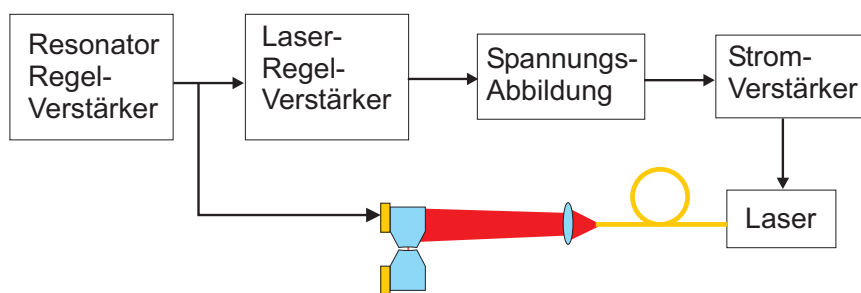 Resonator
Regel-
Verstärker
Laser-
Regel-
Verstärker
Spannungs-
Abbildung
Strom-
Verstärker
Laser